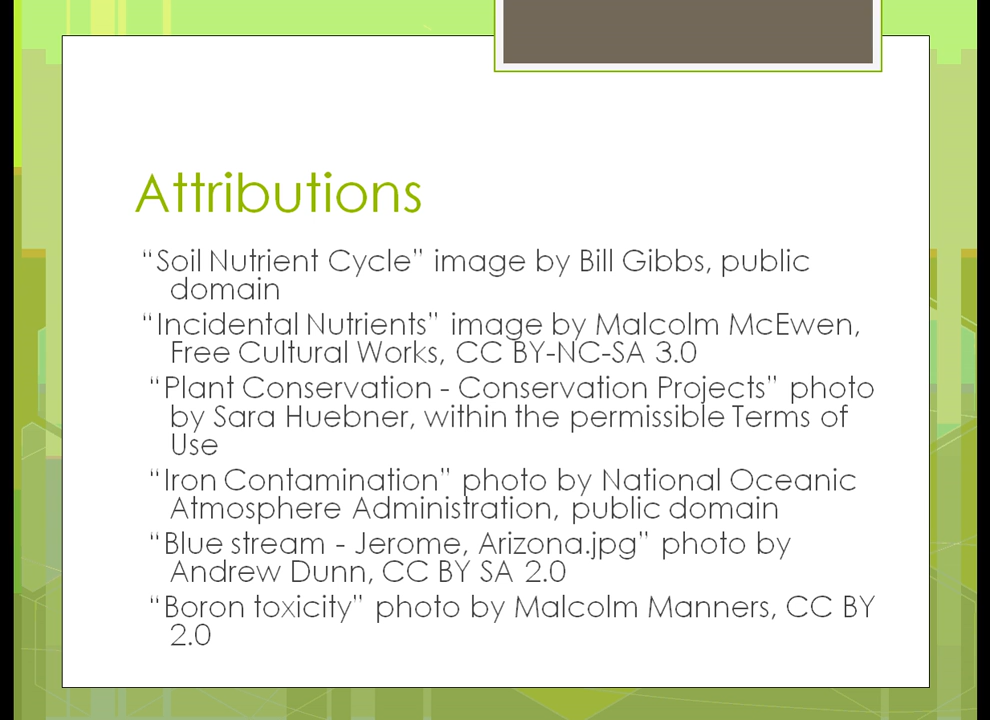 Attributions
“Soil Nutrient Cycle” image by Bill Gibbs, public
domain
“Incidental Nutrients” image by Malcolm McEwen,
Free Cultural Works, CC BY-NC-SA 3.0
“Plant Conservation - Conservation Projects” photo
by Sara Huebner, within the permissible Terms of
Use
“Iron Contamination” photo by National Oceanic
Atmosphere Administration, public domain
“Blue stream - Jerome, Arizona.jpg” photo by
Andrew Dunn, CC BY SA 2.0
“Boron toxicity” photo by Malcolm Manners, CC BY
2.0